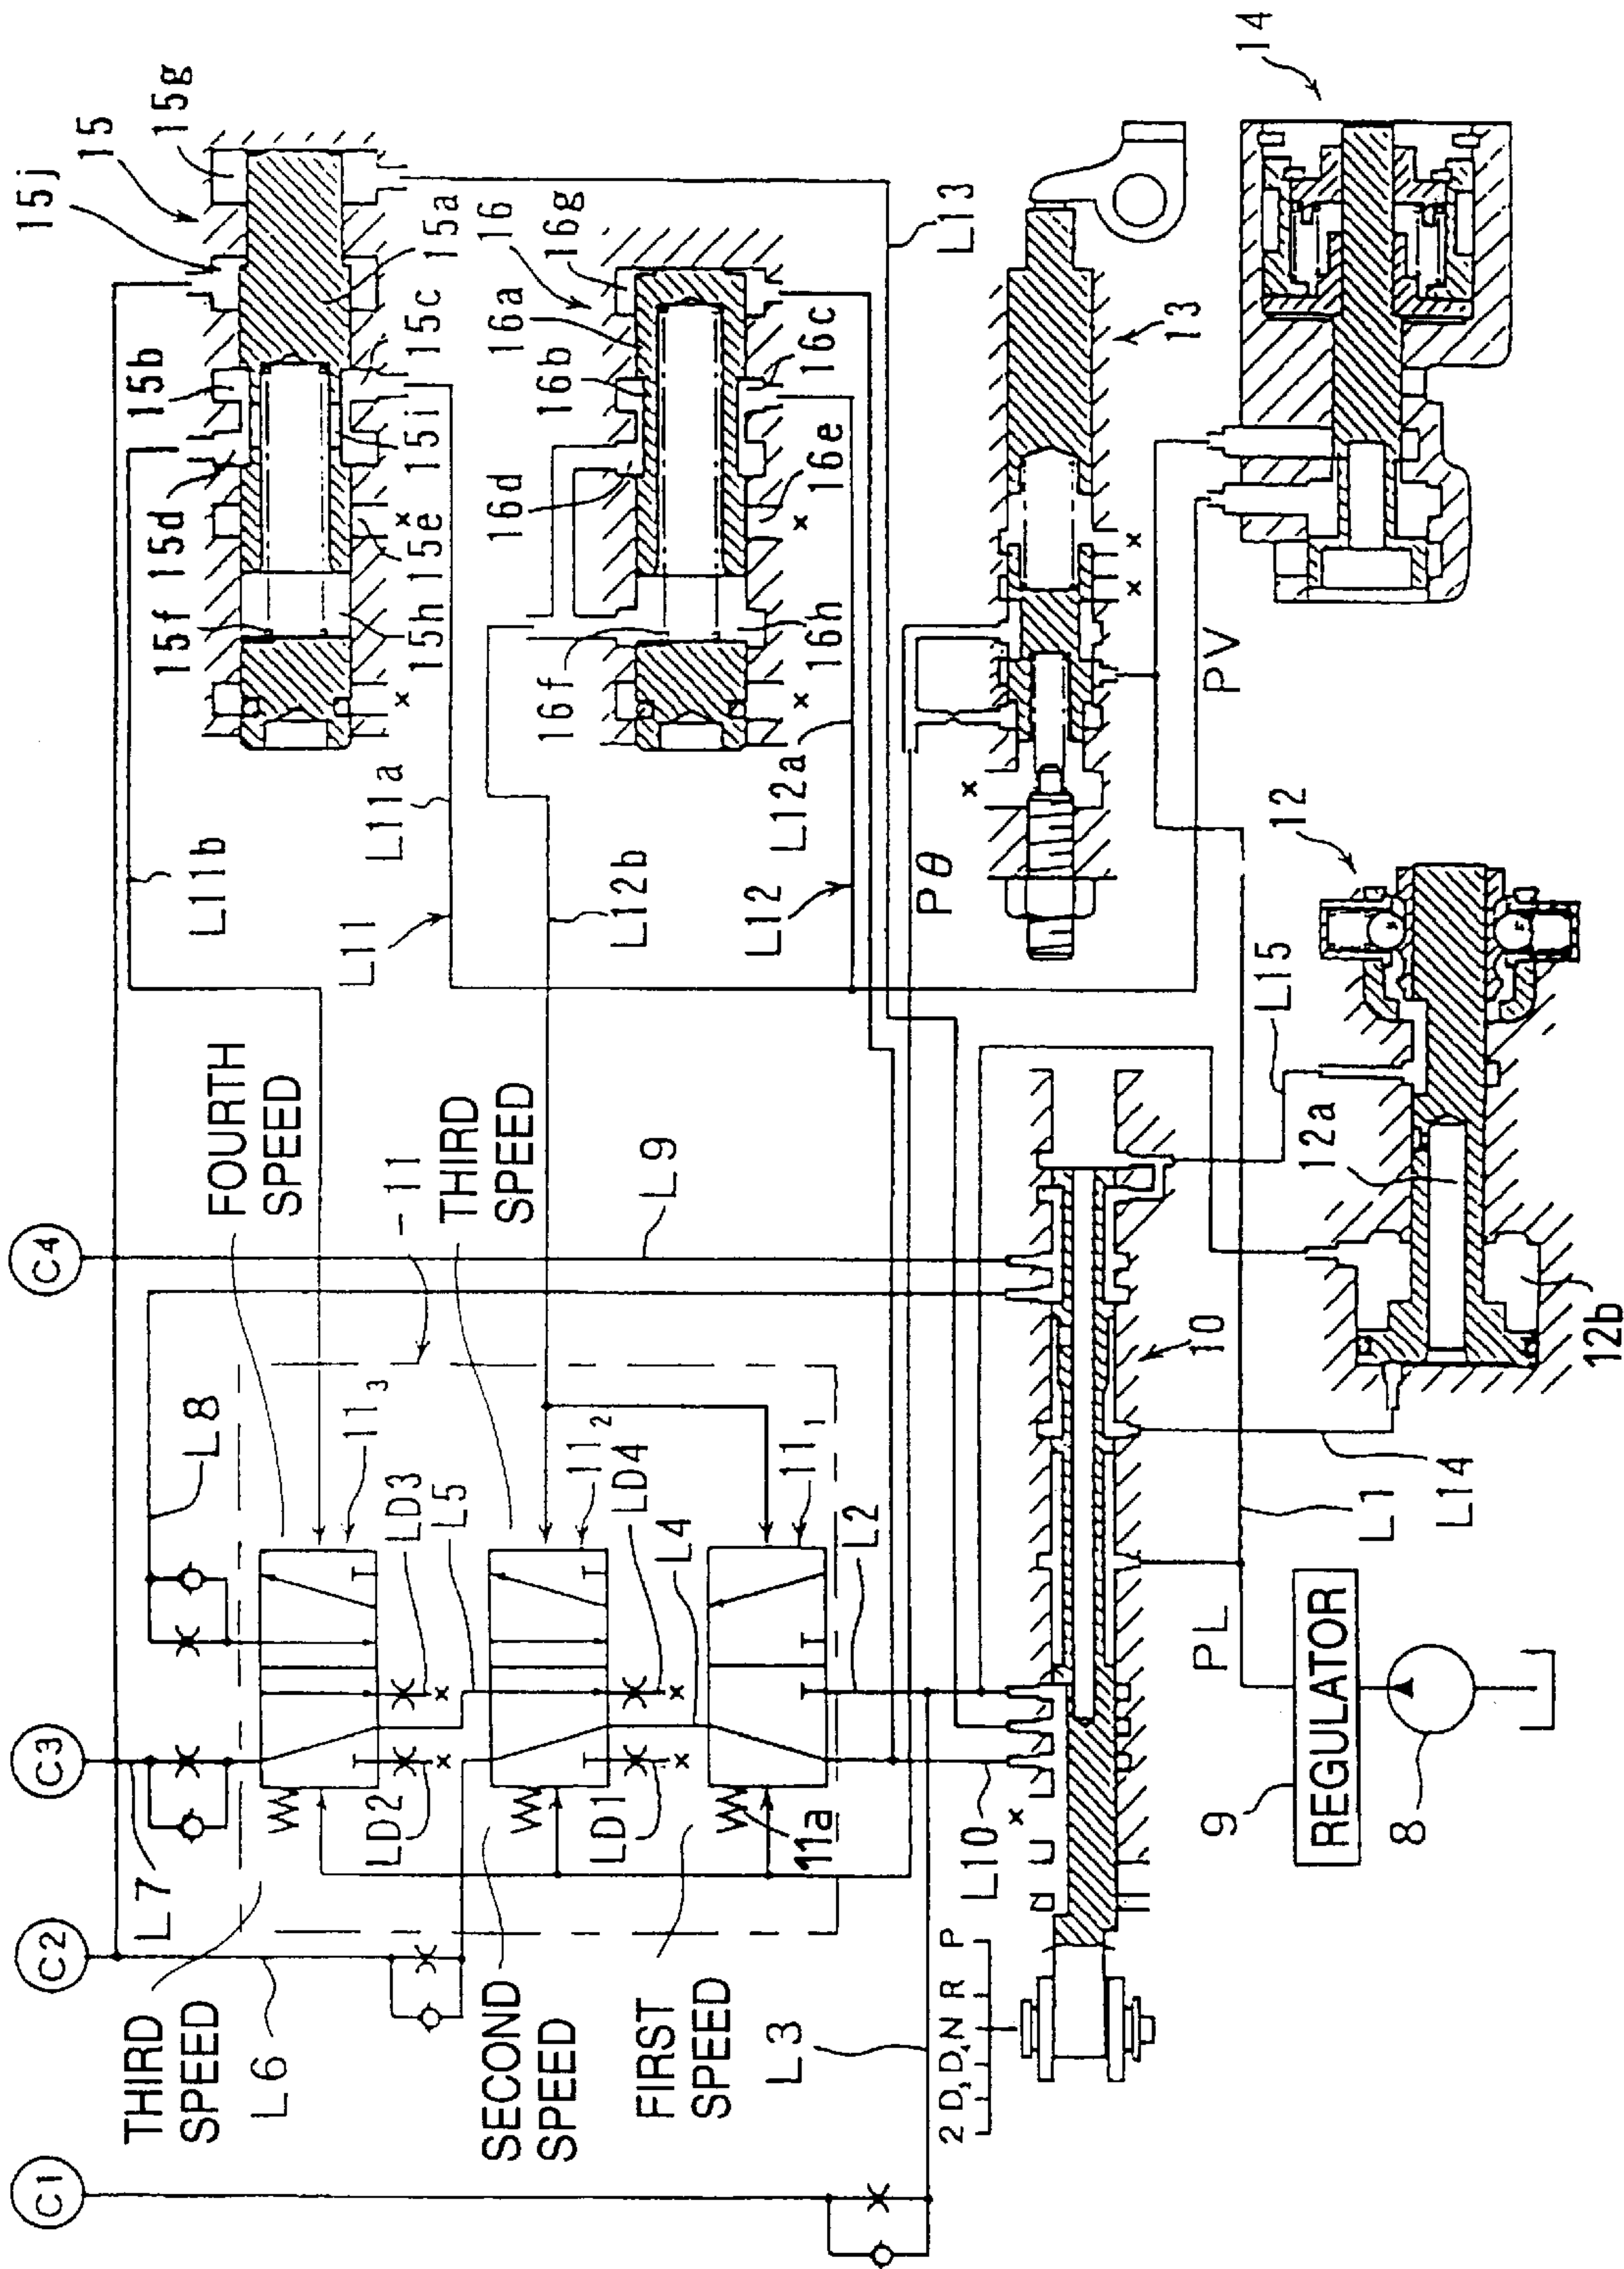 C1
C2
C3
C4
L7
L8
L6
L9
THIRD
SPEED
FOURTH
SPEED
SECOND
SPEED
THIRD
SPEED
FIRST
SPEED
11
11₃
11₂
11₁
11a
LD2
LD3
LD1
LD4
L5
L4
L2
L3
L10
x
x
x
x
x
2 D₃ D₄ N R P
10
L11b
L11
L11a
L12b
L12
L12a
L13
15j
15
15g
15b
15a
15d
15c
15f
15i
15h
15e
x
x
16
16g
16a
16b
16c
16d
16e
16f
16h
x
x
Pθ
x
x
x
13
PV
14
PL
L1
L14
L15
12
12a
12b
9
REGULATOR
8